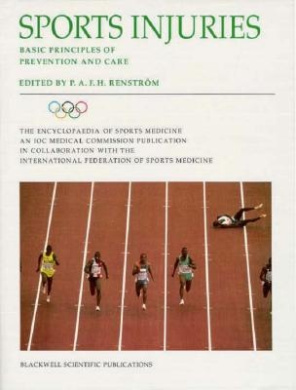 SPORTS INJURIES
BASIC PRINCIPLES OF
PREVENTION AND CARE
EDITED BY P. A. F. H. RENSTRÖM
THE ENCYCLOPAEDIA OF SPORTS MEDICINE
AN IOC MEDICAL COMMISSION PUBLICATION
IN COLLABORATION WITH THE
INTERNATIONAL FEDERATION OF SPORTS MEDICINE
BLACKWELL SCIENTIFIC PUBLICATIONS